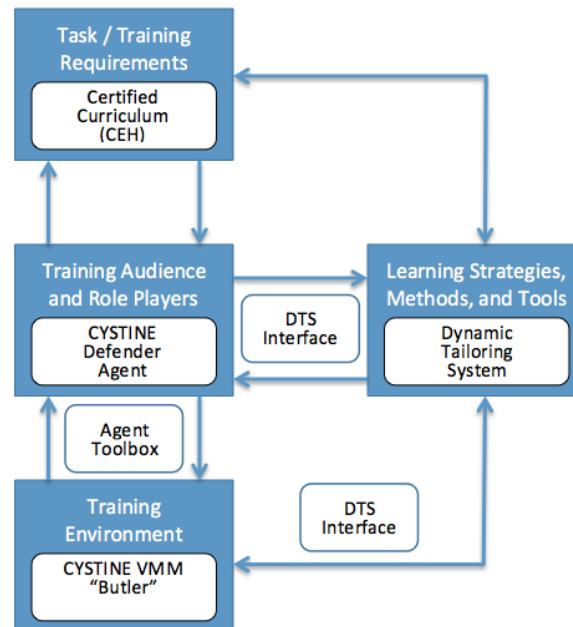 Task / Training
Requirements
Certified
Curriculum
(CEH)
Training Audience
and Role Players
CYSTINE
Defender
Agent
DTS
Interface
Learning Strategies,
Methods, and Tools
Dynamic
Tailoring
System
Agent
Toolbox
Training
Environment
CYSTINE VMM
“Butler”
DTS
Interface